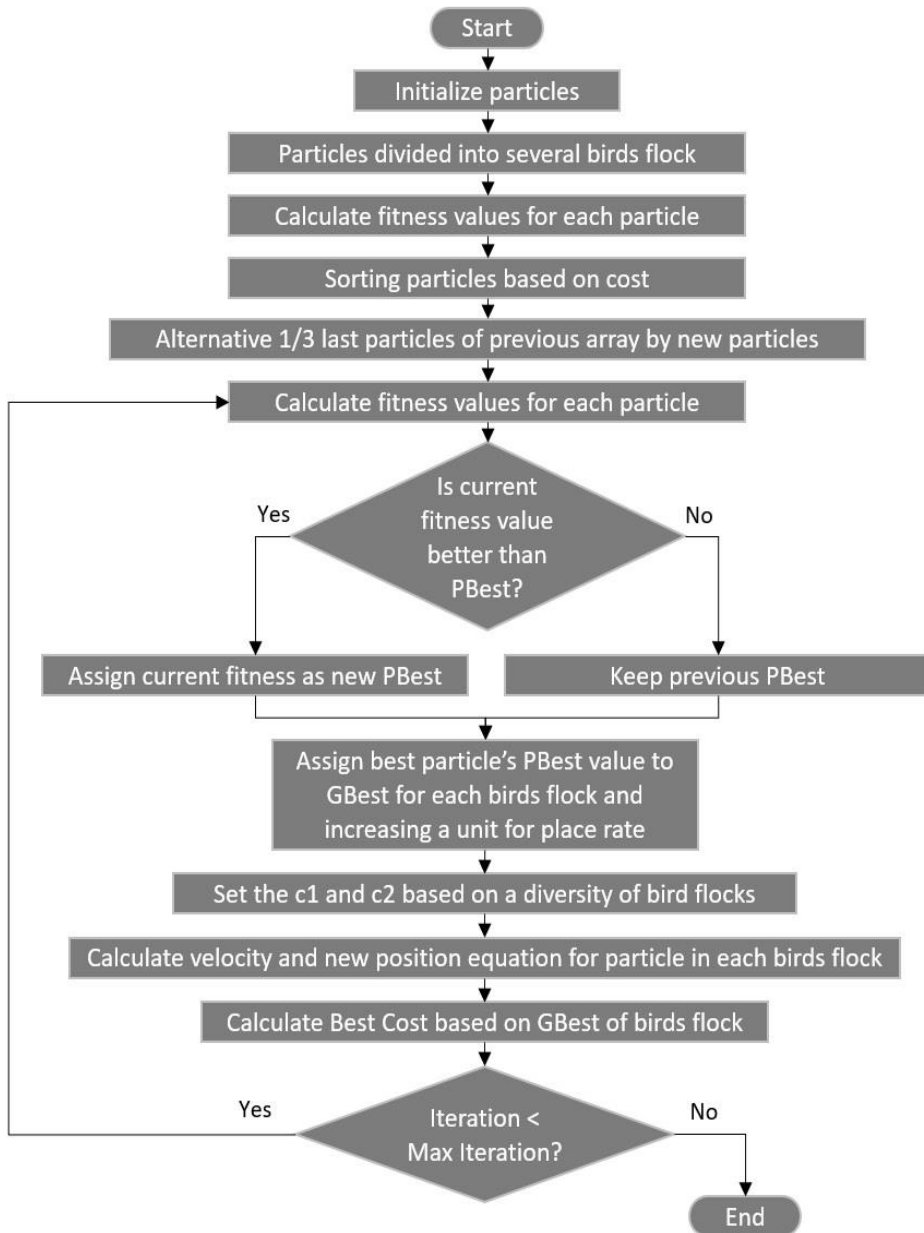 Start
Initialize particles
Particles divided into several birds flock
Calculate fitness values for each particle
Sorting particles based on cost
Alternative 1/3 last particles of previous array by new particles
Calculate fitness values for each particle
Is current
fitness value
better than
PBest?
Yes
No
Assign current fitness as new PBest
Keep previous PBest
Assign best particle’s PBest value to
GBest for each birds flock and
increasing a unit for place rate
Set the c1 and c2 based on a diversity of bird flocks
Calculate velocity and new position equation for particle in each birds flock
Calculate Best Cost based on GBest of birds flock
Yes
Iteration <
Max Iteration?
No
End